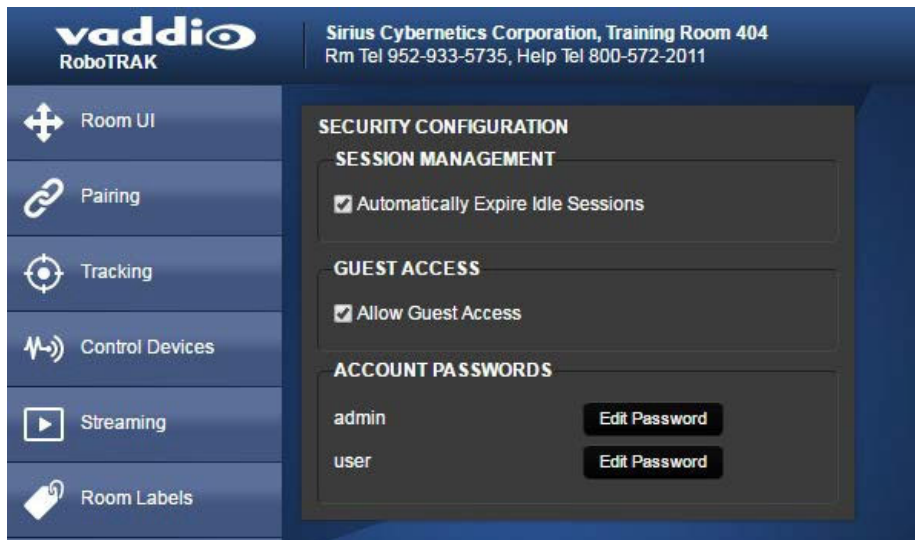 vaddio
RoboTRAK
Sirius Cybernetics Corporation, Training Room 404
Rm Tel 952-933-5735, Help Tel 800-572-2011
Room UI
Pairing
Tracking
Control Devices
Streaming
Room Labels
SECURITY CONFIGURATION
SESSION MANAGEMENT
Automatically Expire Idle Sessions
GUEST ACCESS
Allow Guest Access
ACCOUNT PASSWORDS
admin Edit Password
user Edit Password